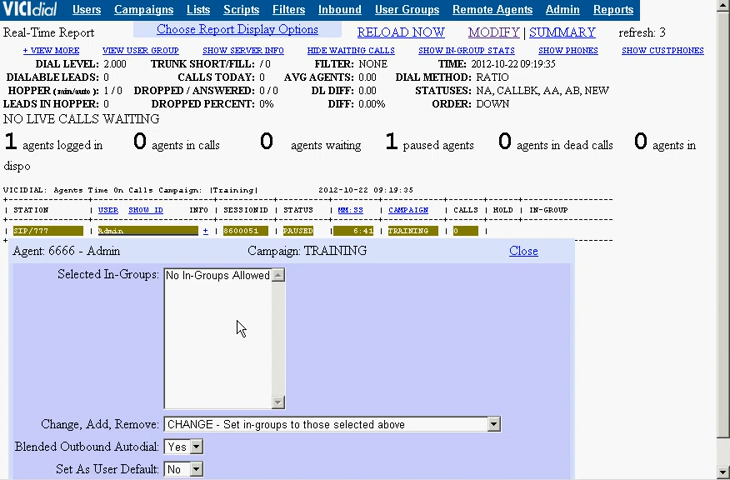 VICIdial Users Campaigns Lists Scripts Filters Inbound User Groups Remote Agents Admin Reports
Real-Time Report Choose Report Display Options RELOAD NOW MODIFY | SUMMARY refresh: 3
+ VIEW MORE VIEW USER GROUP SHOW SERVER INFO HIDE WAITING CALLS SHOW IN-GROUP STATS SHOW PHONES SHOW CUSTPHONES
DIAL LEVEL: 2.000 TRUNK SHORT/FILL: / 0 FILTER: NONE TIME: 2012-10-22 09:19:35
DIALABLE LEADS: 0 CALLS TODAY: 0 AVG AGENTS: 0.00 DIAL METHOD: RATIO
HOPPER ( min/auto ): 1 / 0 DROPPED / ANSWERED: 0 / 0 DL DIFF: 0.00 STATUSES: NA, CALLBK, AA, AB, NEW
LEADS IN HOPPER: 0 DROPPED PERCENT: 0% DIFF: 0.00% ORDER: DOWN
NO LIVE CALLS WAITING
1 agents logged in 0 agents in calls 0 agents waiting 1 paused agents 0 agents in dead calls 0 agents in
dispo
VICIDIAL: Agents Time On Calls Campaign: |Training| 2012-10-22 09:19:35
| STATION | USER SHOW ID INFO | SESSIONID | STATUS | MM:SS | CAMPAIGN | CALLS | HOLD | IN-GROUP
| SIP/777 | Admin + | 8600051 | PAUSED | 6:41 | TRAINING | 0 |
Agent: 6666 - Admin Campaign: TRAINING Close
Selected In-Groups: No In-Groups Allowed
Change, Add, Remove: CHANGE - Set in-groups to those selected above
Blended Outbound Autodial: Yes
Set As User Default: No